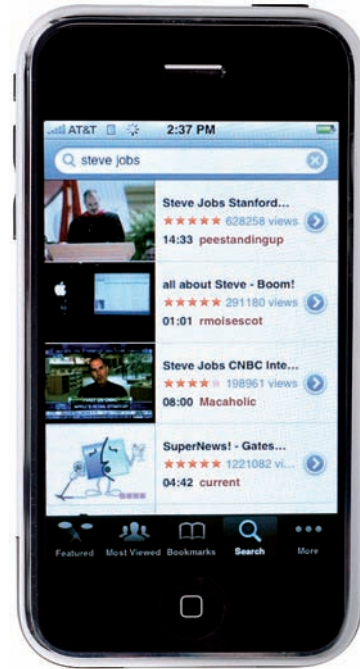 AT&T 2:37 PM
steve jobs
Steve Jobs Stanford...
628258 views
14:33 peestandingup
all about Steve - Boom!
291180 views
01:01 rmoisescot
Steve Jobs CNBC Inte...
198961 views
08:00 Macaholic
SuperNews! - Gates...
1221082 vi...
04:42 current
Featured Most Viewed Bookmarks Search More